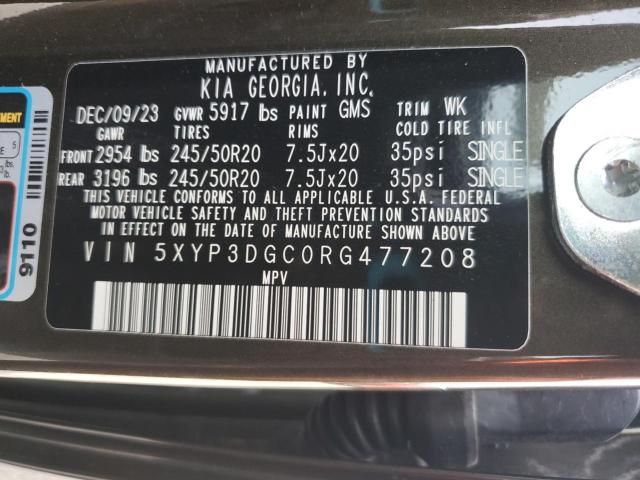 MANUFACTURED BY
KIA GEORGIA, INC.
DEC/09/23 GVWR 5917 lbs PAINT GMS TRIM WK
GAWR TIRES RIMS COLD TIRE INFL
FRONT 2954 lbs 245/50R20 7.5Jx20 35psi SINGLE
REAR 3196 lbs 245/50R20 7.5Jx20 35psi SINGLE
THIS VEHICLE CONFORMS TO ALL APPLICABLE U.S.A. FEDERAL
MOTOR VEHICLE SAFETY AND THEFT PREVENTION STANDARDS
IN EFFECT ON THE DATE OF MANUFACTURE SHOWN ABOVE.
VIN 5XYP3DGC0RG477208
MPV
5
lbs.
lb.
9110